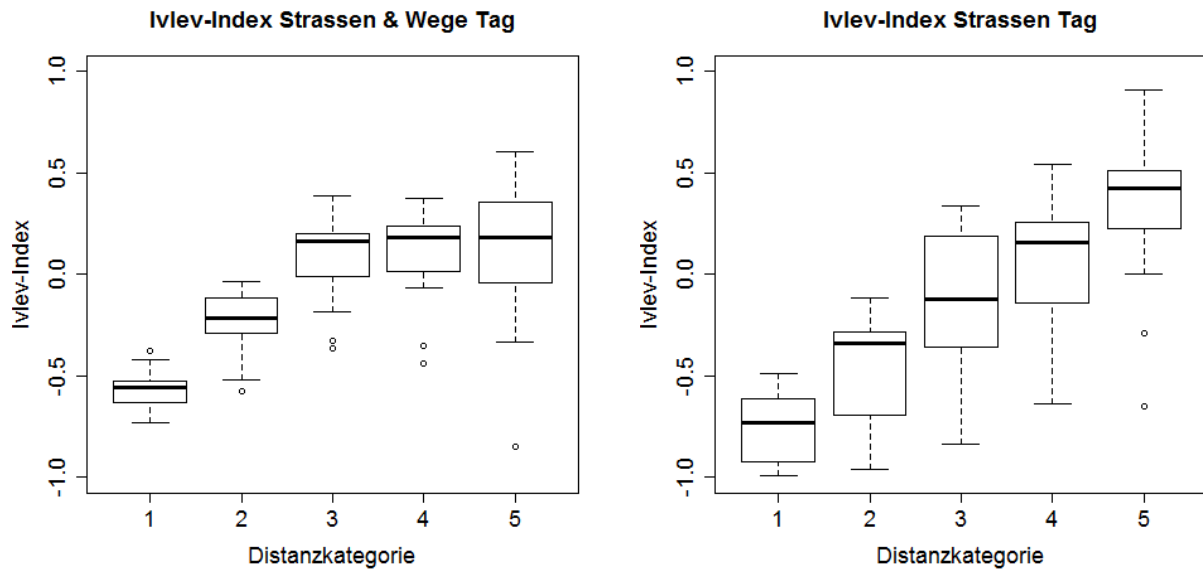 Ivlev-Index Strassen & Wege Tag
Ivlev-Index
1.0
0.5
0.0
-0.5
-1.0
1 2 3 4 5
Distanzkategorie
Ivlev-Index Strassen Tag
Ivlev-Index
1.0
0.5
0.0
-0.5
-1.0
1 2 3 4 5
Distanzkategorie